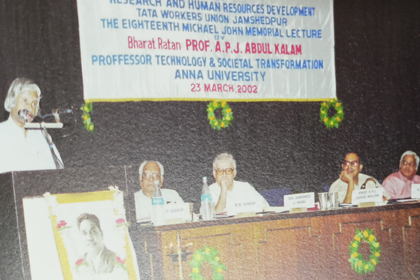 RESEARCH AND HUMAN RESOURCES DEVELOPMENT
TATA WORKERS UNION, JAMSHEDPUR
THE EIGHTEENTH MICHAEL JOHN MEMORIAL LECTURE
BY
Bharat Ratan PROF. A.P.J. ABDUL KALAM
PROFFESSOR TECHNOLOGY & SOCIETAL TRANSFORMATION
ANNA UNIVERSITY
23 MARCH, 2002